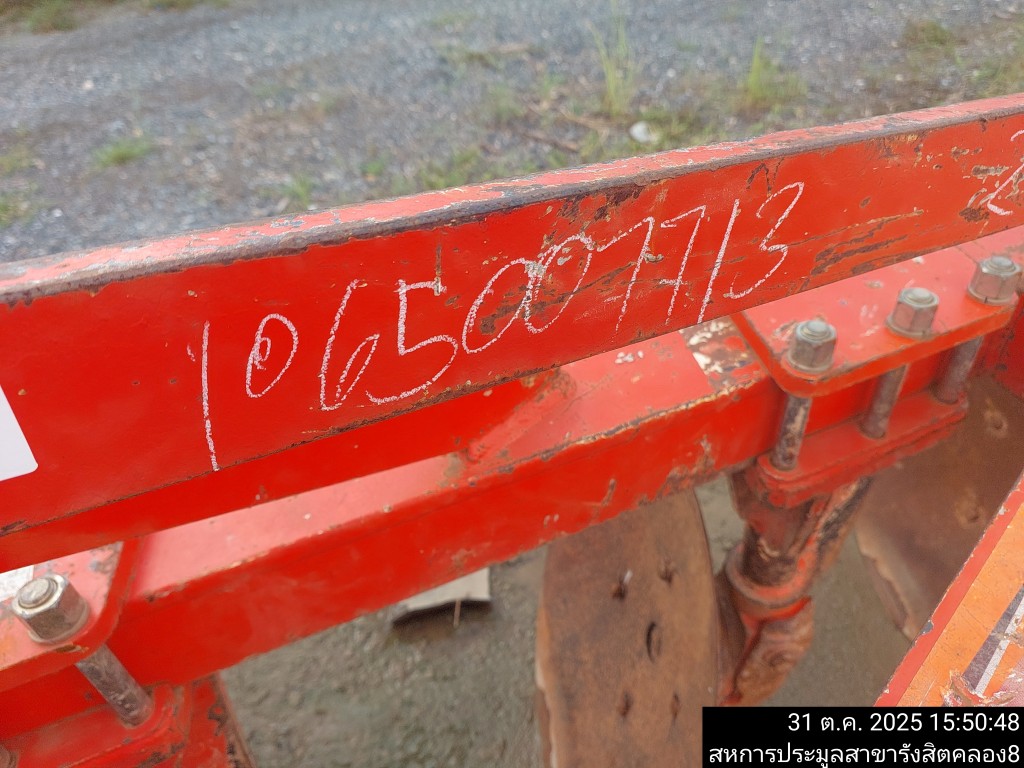 1065007713
31 ต.ค. 2025 15:50:48
สหการประมูลสาขารังสิตคลอง8